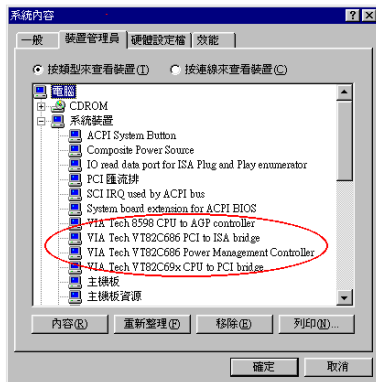 系統內容
一般 裝置管理員 硬體設定檔 效能
按類型來查看裝置(I) 按連線來查看裝置(C)
電腦
CDROM
系統裝置
ACPI System Button
Composite Power Source
IO read data port for ISA Plug and Play enumerator
PCI 匯流排
SCI IRQ used by ACPI bus
System board extension for ACPI BIOS
VIA Tech 8598 CPU to AGP controller
VIA Tech VT82C686 PCI to ISA bridge
VIA Tech VT82C686 Power Management Controller
VIA Tech VT82C69x CPU to PCI bridge
主機板
主機板資源
內容(R) 重新整理(F) 移除(E) 列印(N)...
確定 取消